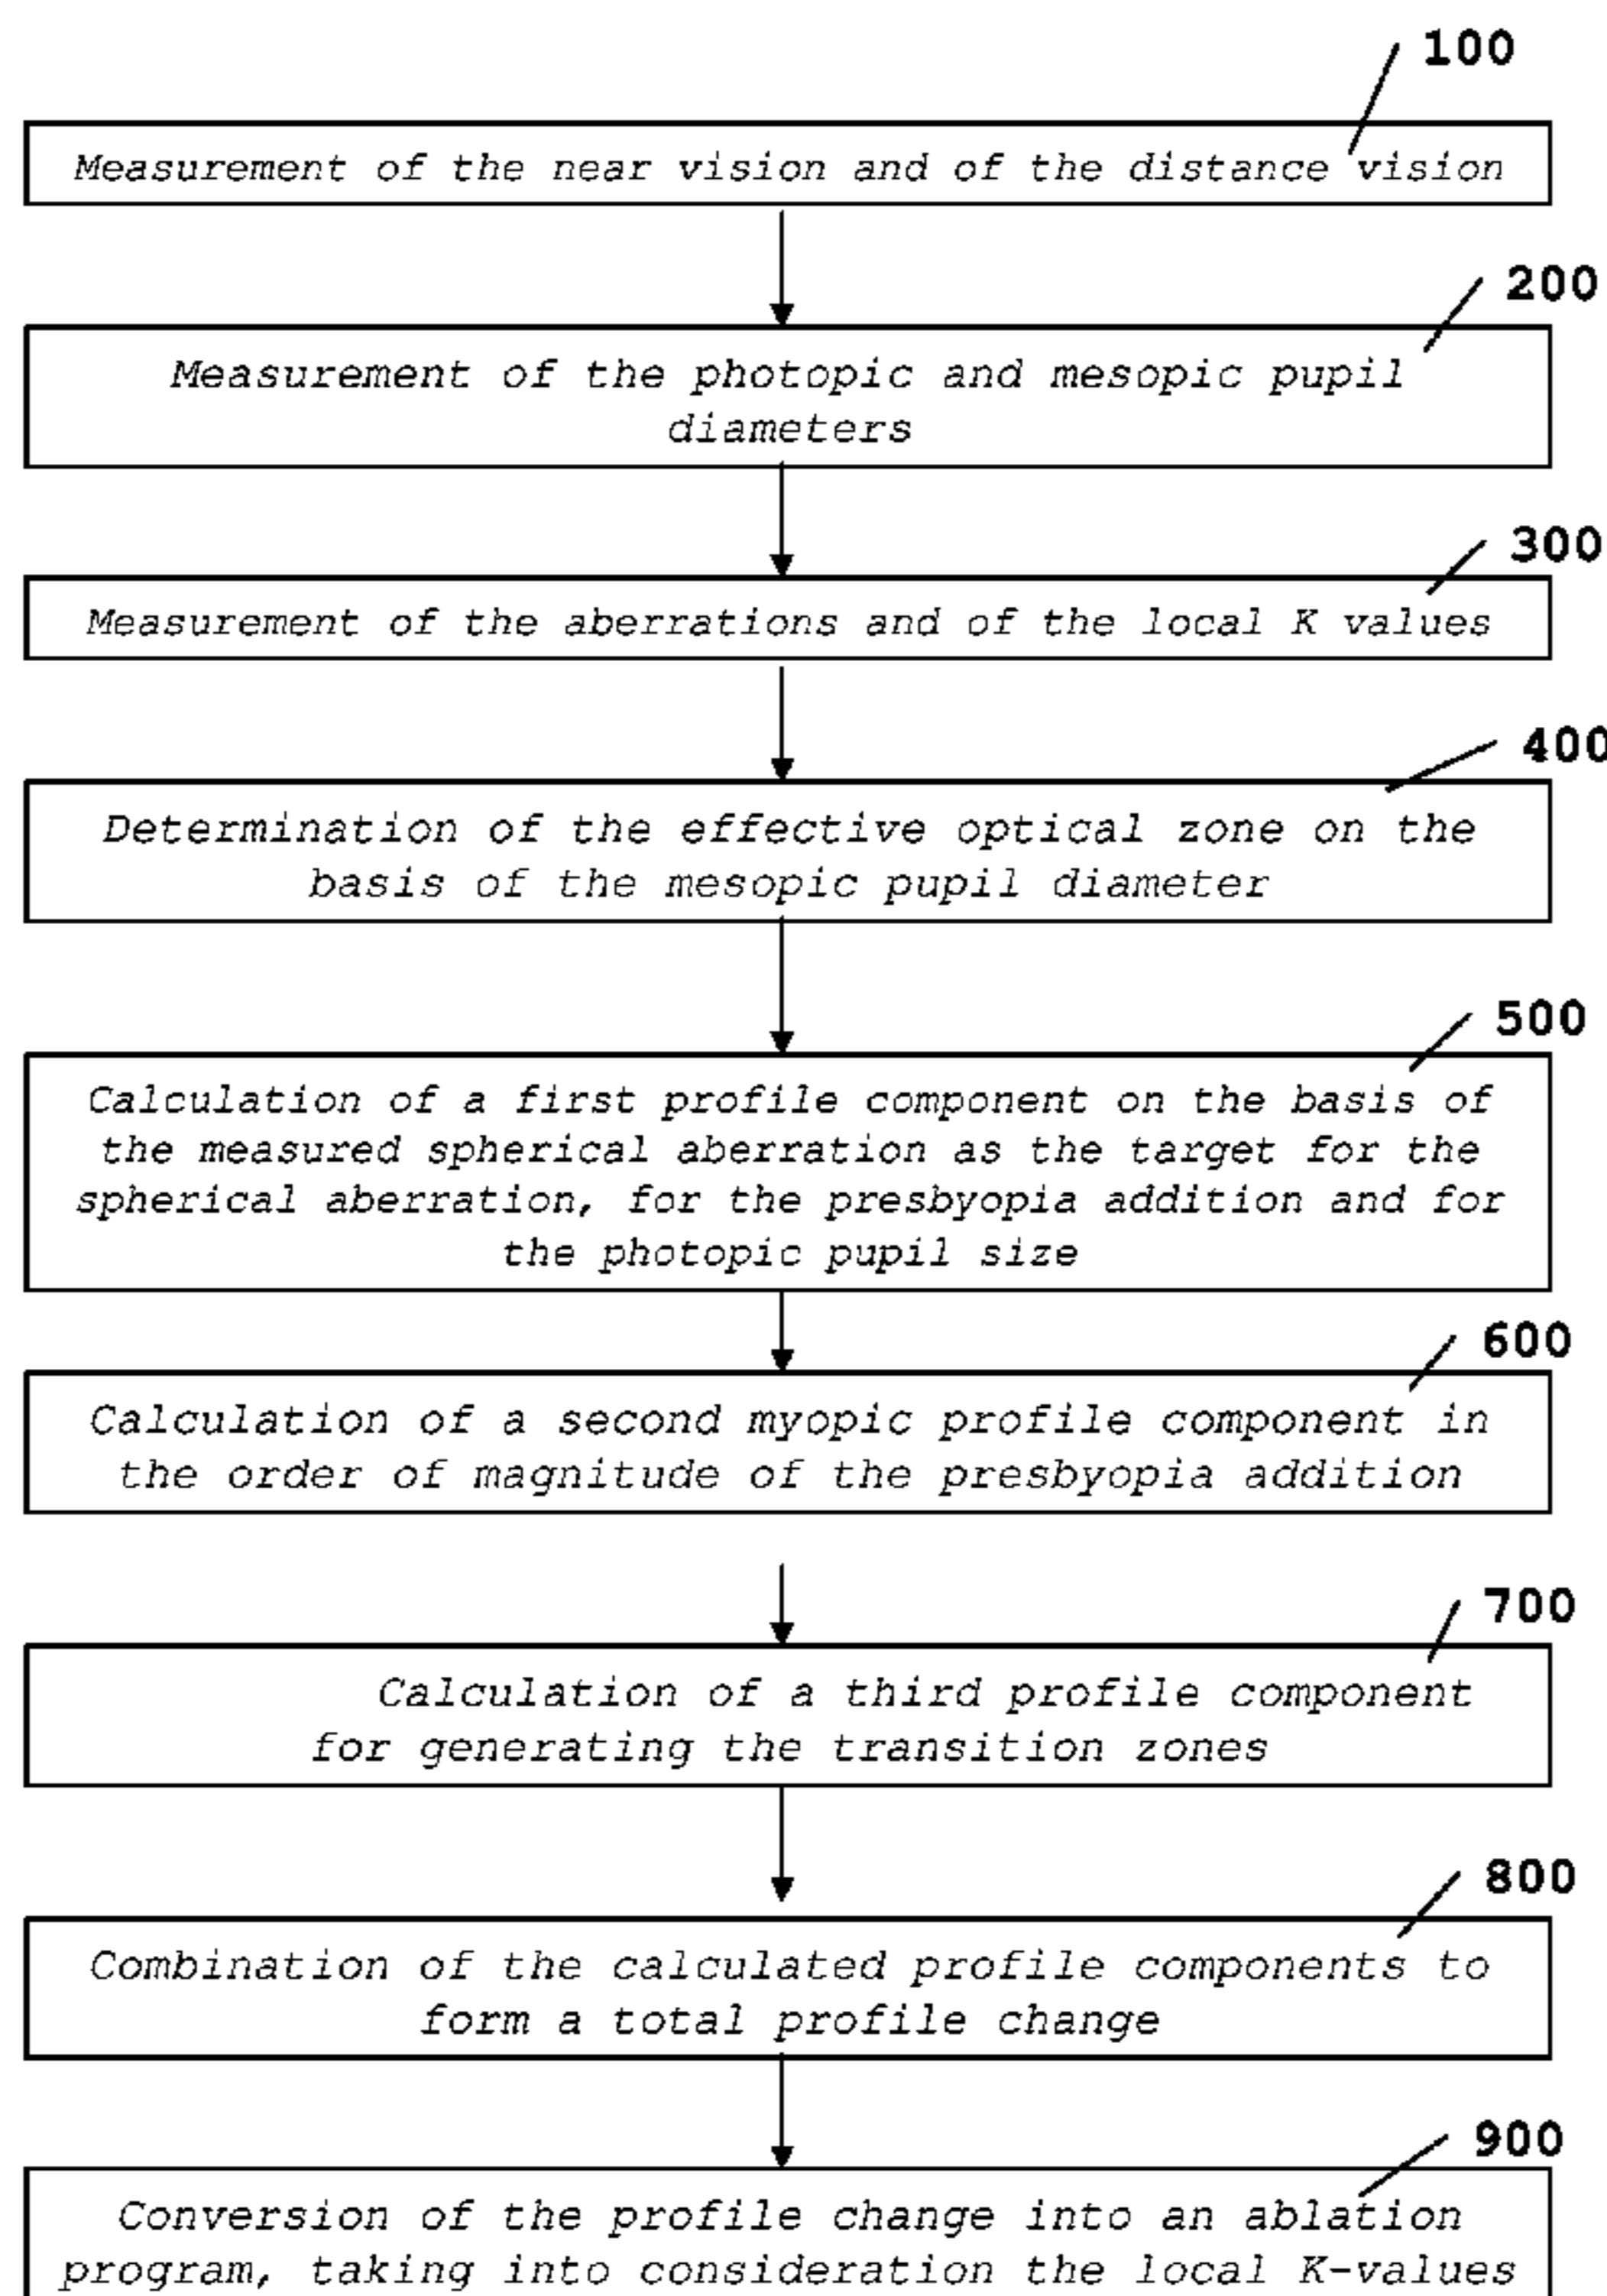 100
Measurement of the near vision and of the distance vision
200
Measurement of the photopic and mesopic pupil
diameters
300
Measurement of the aberrations and of the local K values
400
Determination of the effective optical zone on the
basis of the mesopic pupil diameter
500
Calculation of a first profile component on the basis of
the measured spherical aberration as the target for the
spherical aberration, for the presbyopia addition and for
the photopic pupil size
600
Calculation of a second myopic profile component in
the order of magnitude of the presbyopia addition
700
Calculation of a third profile component
for generating the transition zones
800
Combination of the calculated profile components to
form a total profile change
900
Conversion of the profile change into an ablation
program, taking into consideration the local K-values